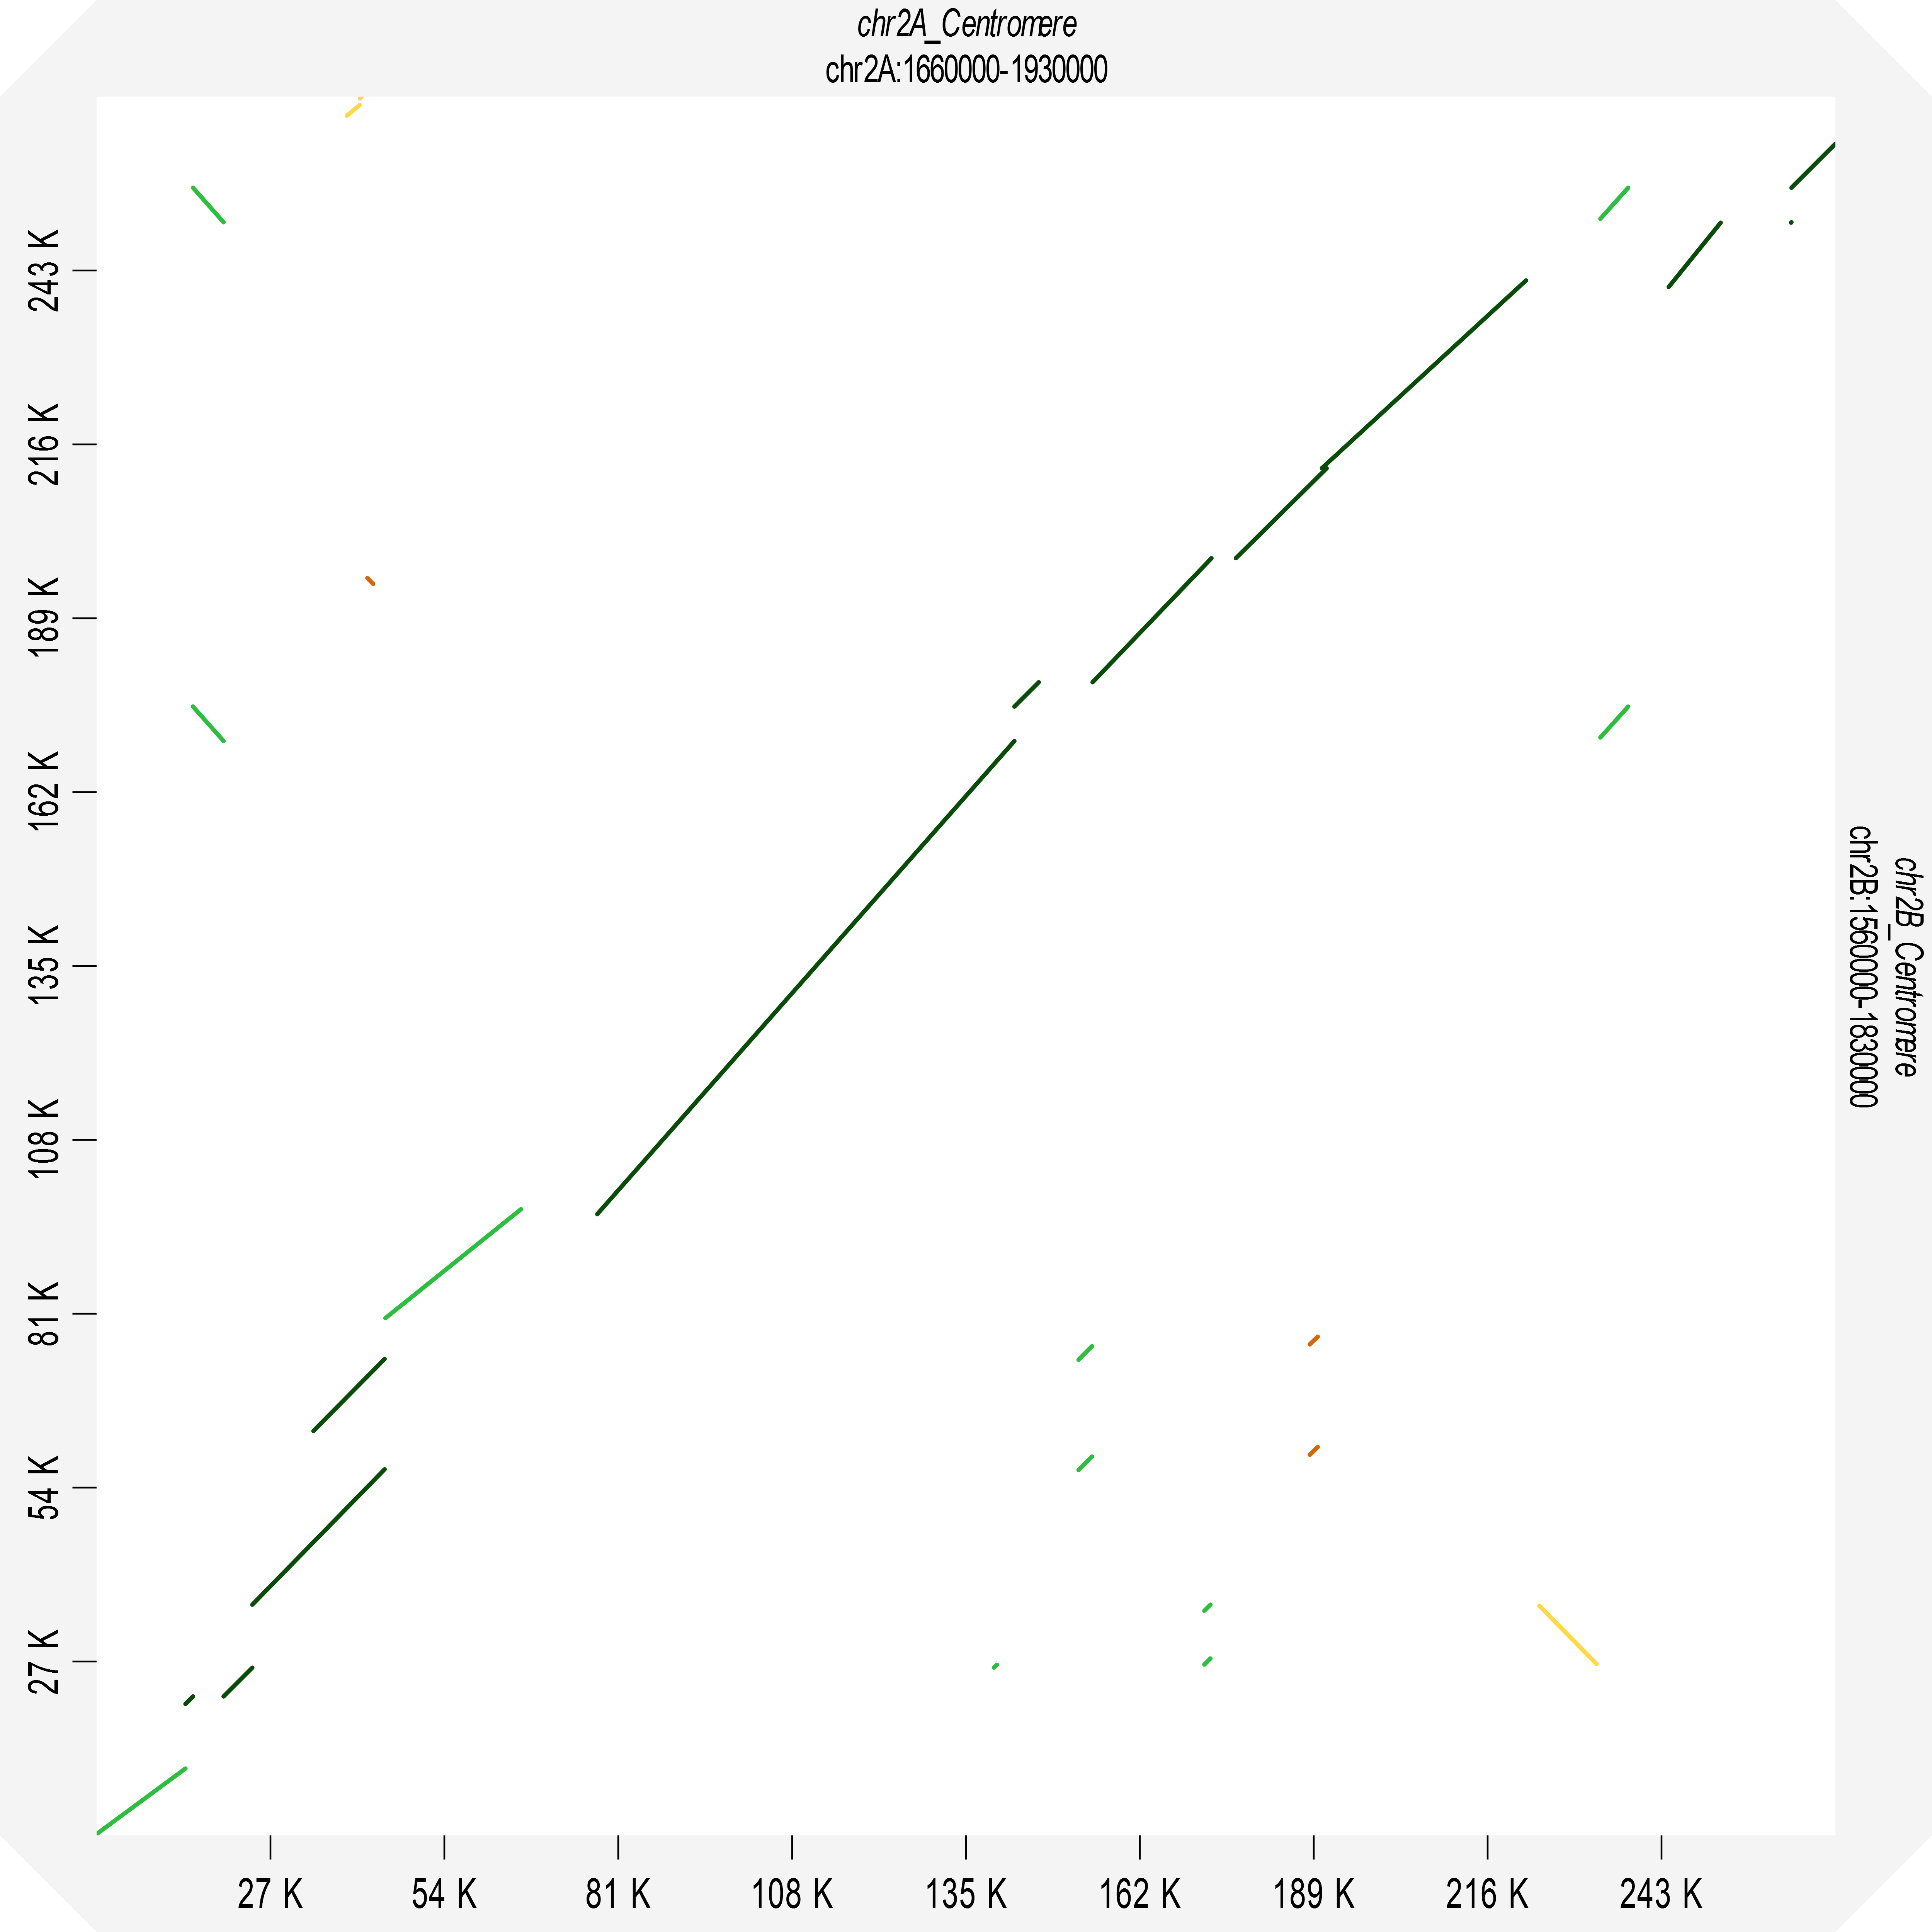 chr2A_Centromere
chr2A:1660000-1930000
243 K
216 K
189 K
162 K
135 K
108 K
81 K
54 K
27 K
chr2B_Centromere
chr2B:1560000-1830000
27 K
54 K
81 K
108 K
135 K
162 K
189 K
216 K
243 K